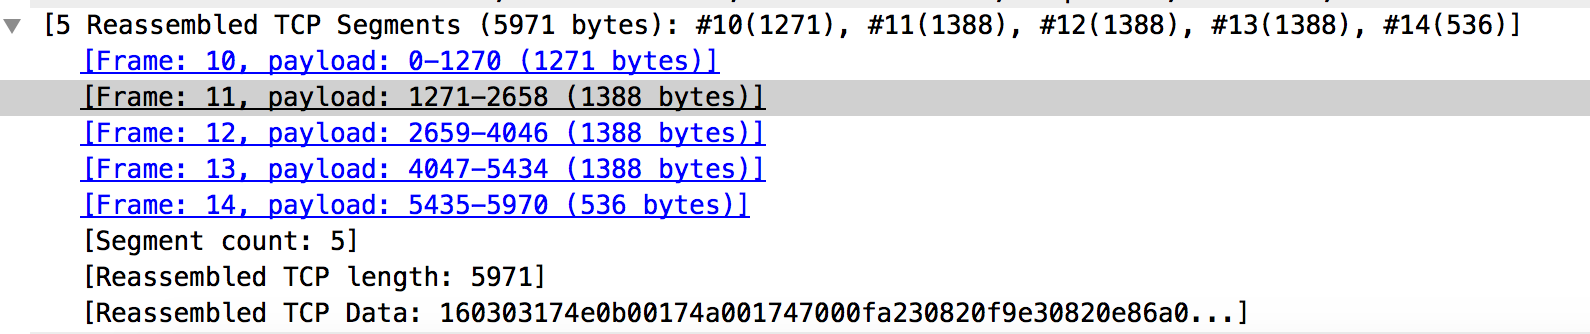 [5 Reassembled TCP Segments (5971 bytes): #10(1271), #11(1388), #12(1388), #13(1388), #14(536)]
[Frame: 10, payload: 0-1270 (1271 bytes)]
[Frame: 11, payload: 1271-2658 (1388 bytes)]
[Frame: 12, payload: 2659-4046 (1388 bytes)]
[Frame: 13, payload: 4047-5434 (1388 bytes)]
[Frame: 14, payload: 5435-5970 (536 bytes)]
[Segment count: 5]
[Reassembled TCP length: 5971]
[Reassembled TCP Data: 160303174e0b00174a001747000fa230820f9e30820e86a0...]